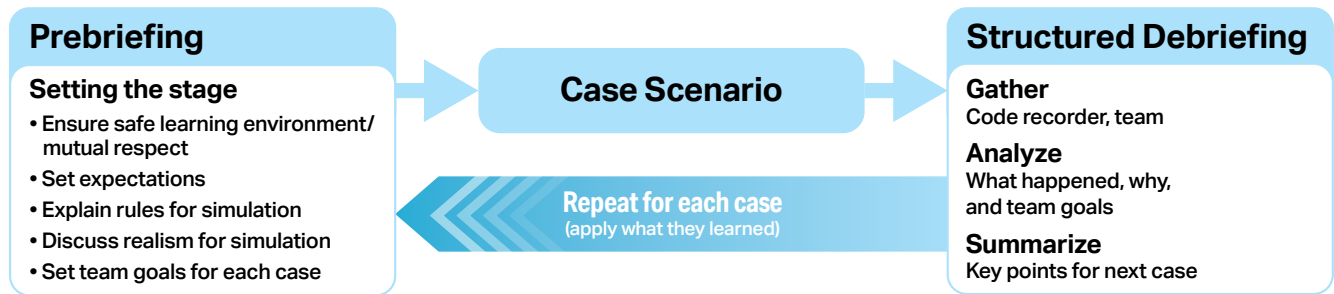 Prebriefing
Setting the stage
• Ensure safe learning environment/
mutual respect
• Set expectations
• Explain rules for simulation
• Discuss realism for simulation
• Set team goals for each case
Case Scenario
Repeat for each case
(apply what they learned)
Structured Debriefing
Gather
Code recorder, team
Analyze
What happened, why,
and team goals
Summarize
Key points for next case